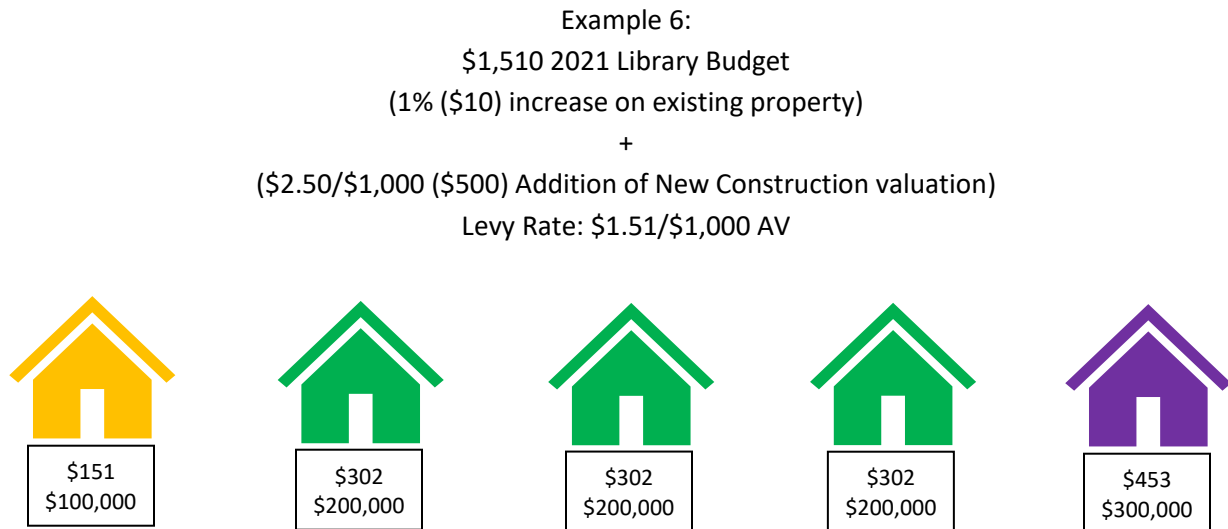 Example 6:
$1,510 2021 Library Budget
(1% ($10) increase on existing property)
+
($2.50/$1,000 ($500) Addition of New Construction valuation)
Levy Rate: $1.51/$1,000 AV
$151
$100,000
$302
$200,000
$302
$200,000
$302
$200,000
$453
$300,000